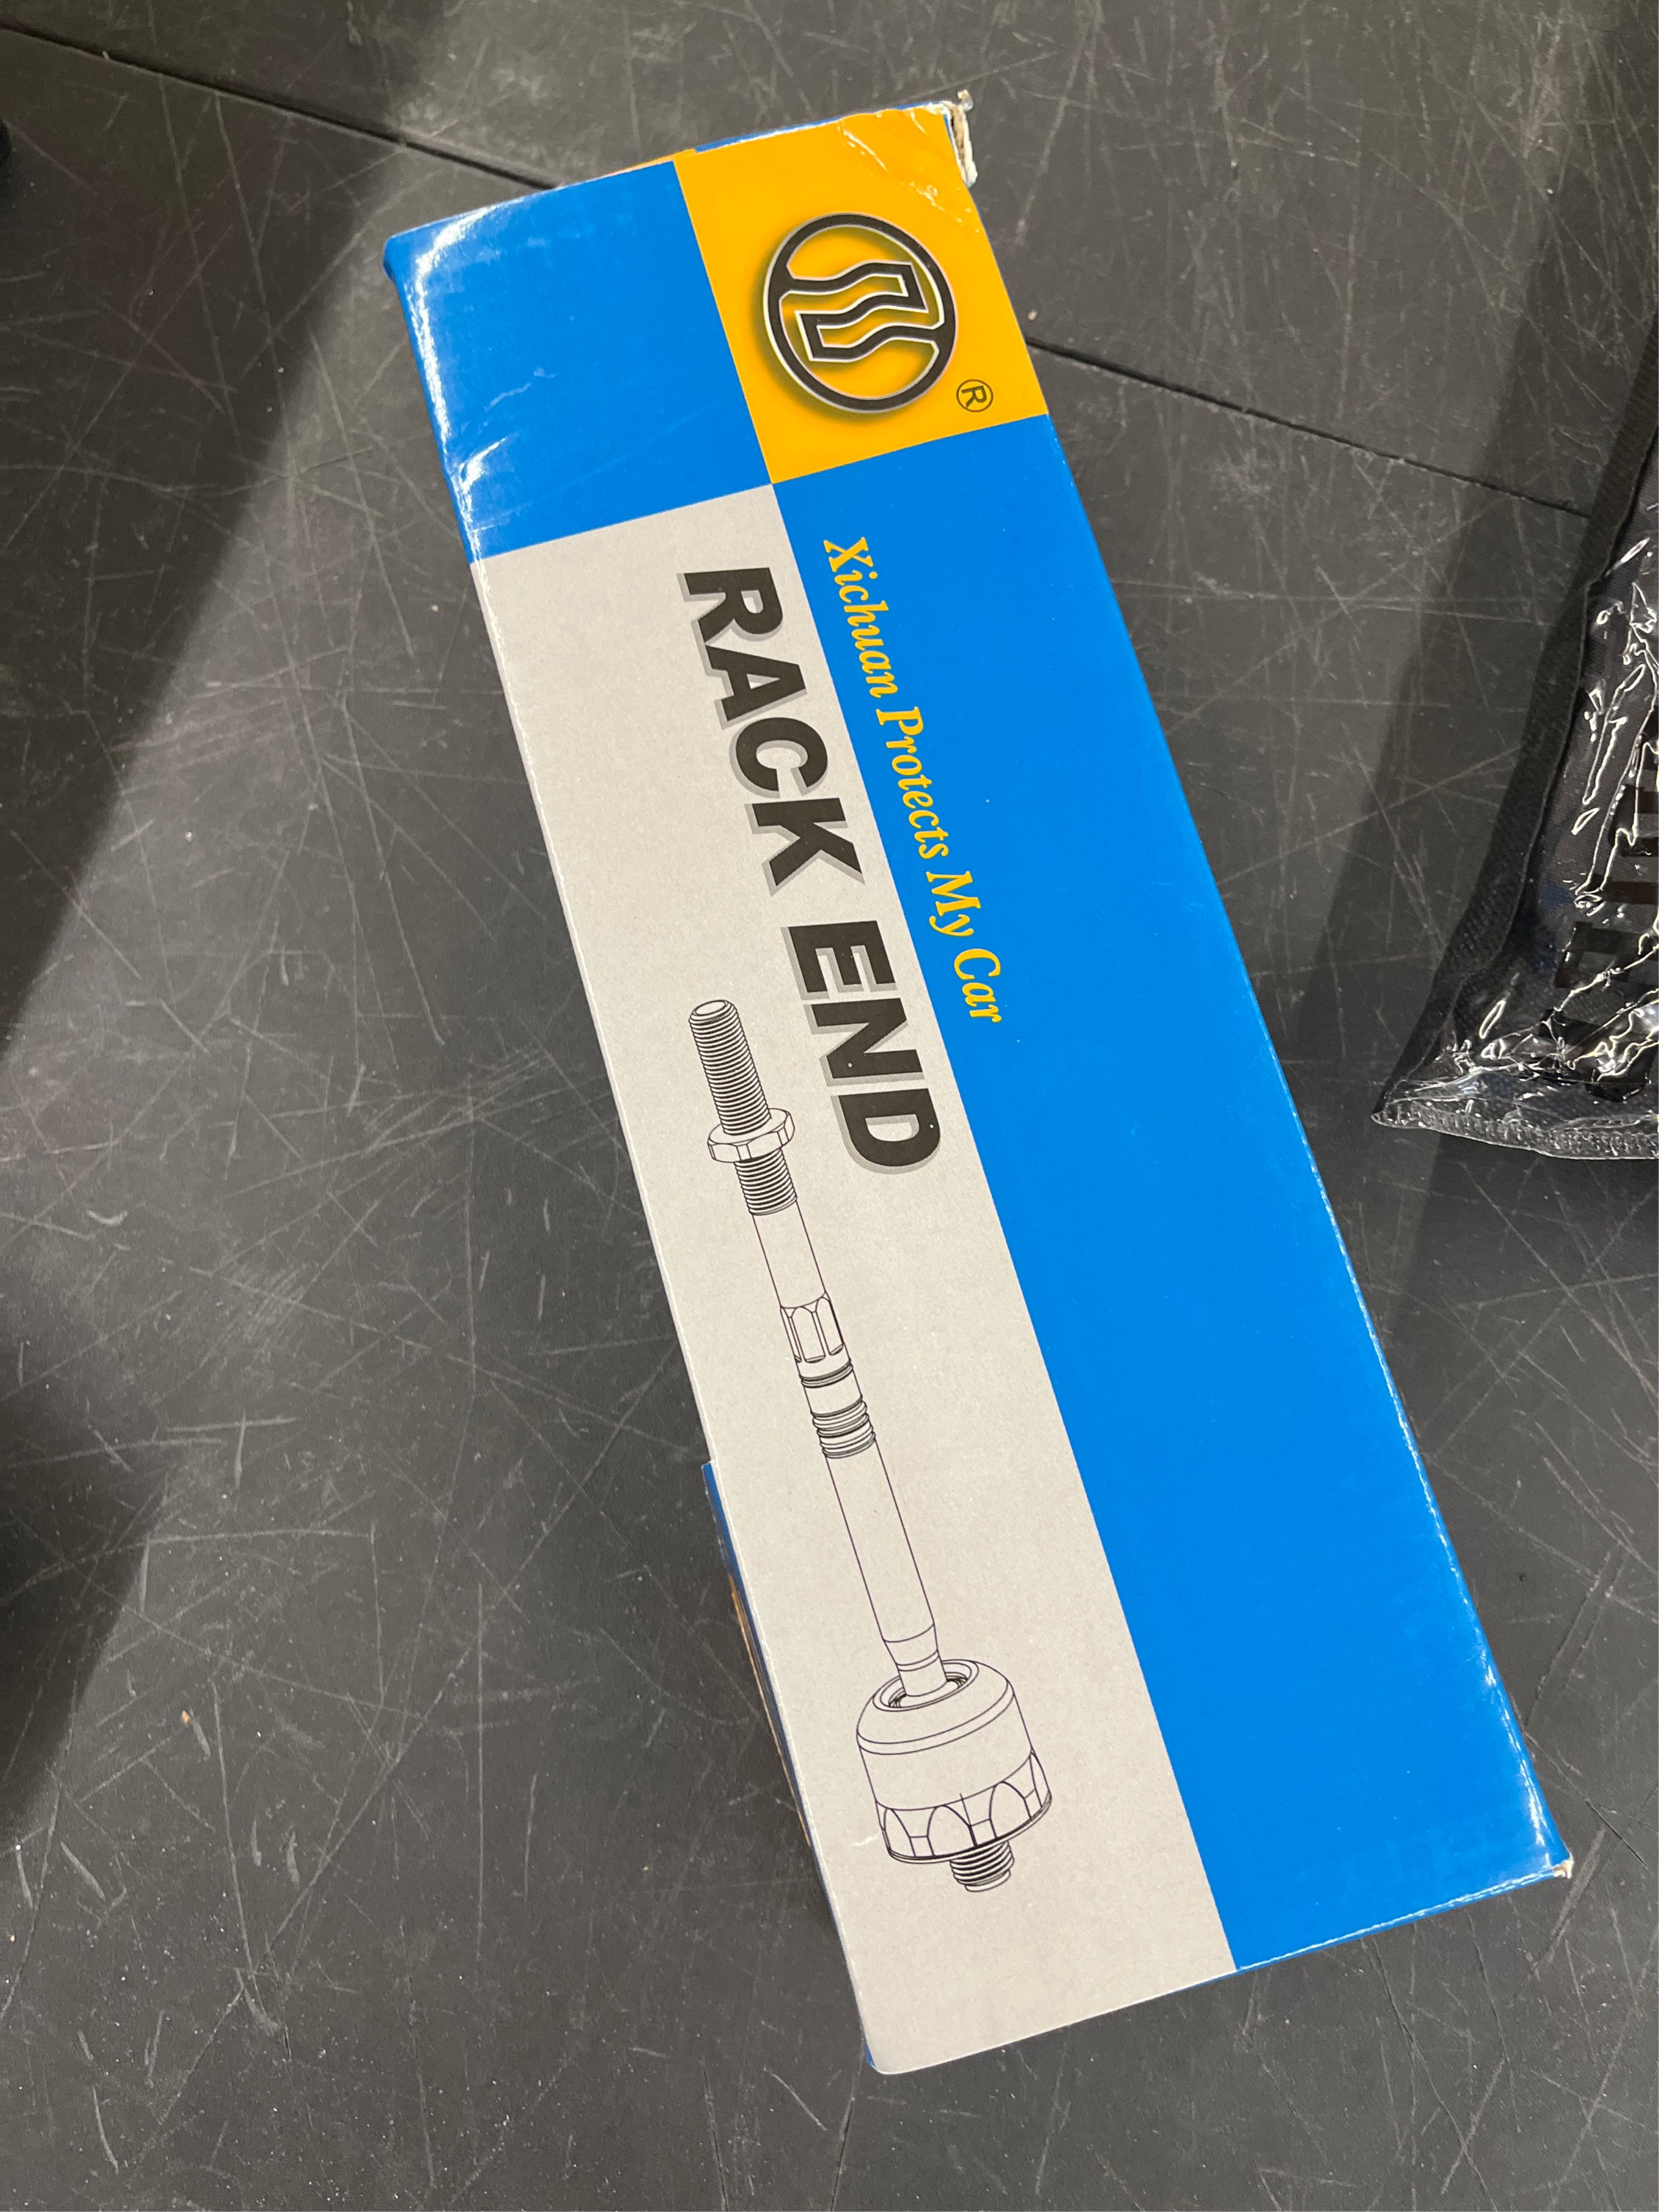 ®
Xichuan Protects My Car
RACK END